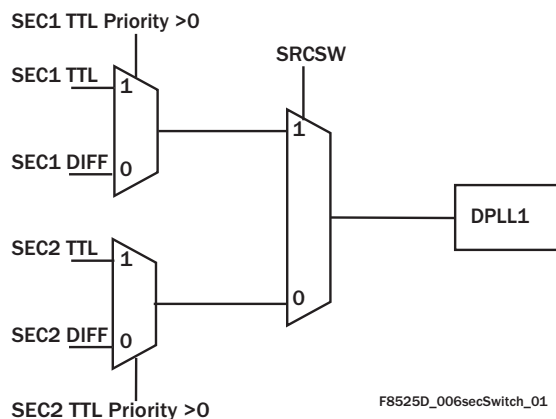 SEC1 TTL Priority >0
SRCSW
SEC1 TTL
1
1
SEC1 DIFF
0
DPLL1
SEC2 TTL
1
0
SEC2 DIFF
0
SEC2 TTL Priority >0
F8525D_006secSwitch_01